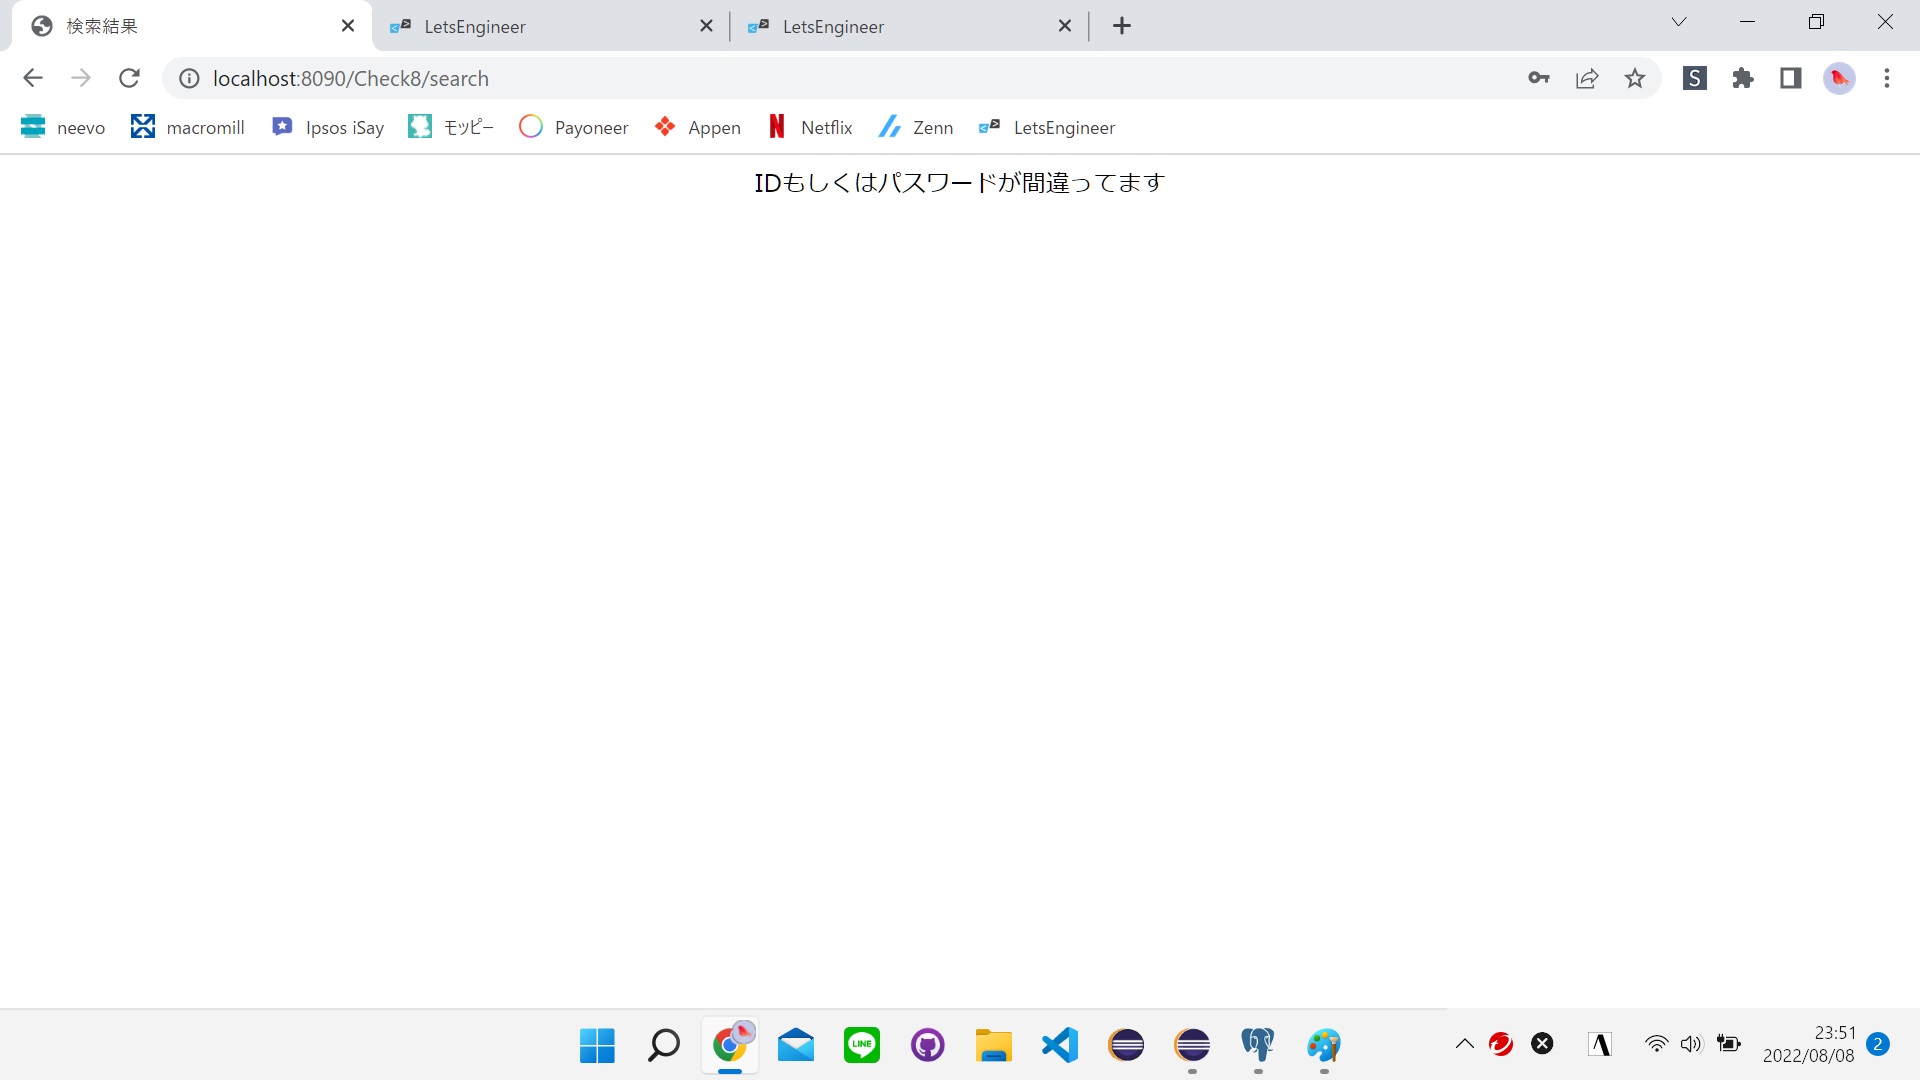 検索結果
LetsEngineer
LetsEngineer
localhost:8090/Check8/search
S
neevo
macromill
Ipsos iSay
モッピー
Payoneer
Appen
Netflix
Zenn
LetsEngineer
IDもしくはパスワードが間違ってます
LINE
A
23:51
2022/08/08
2